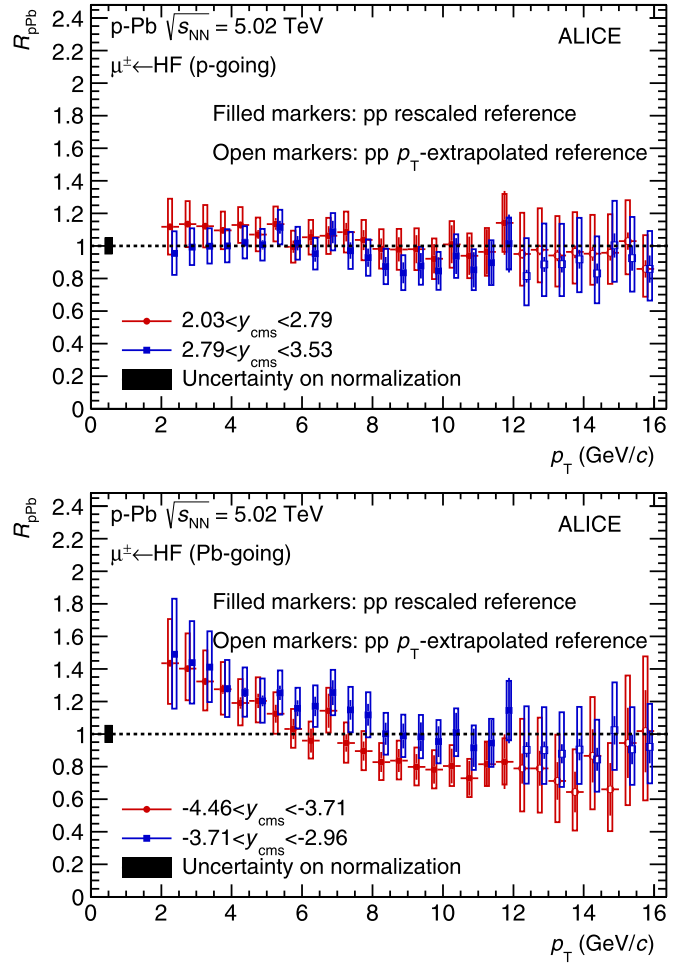 R_pPb
2.4
2.2
2
1.8
1.6
1.4
1.2
1
0.8
0.6
0.4
0.2
0
p-Pb √s_NN = 5.02 TeV
ALICE
μ±←HF (p-going)
Filled markers: pp rescaled reference
Open markers: pp p_T-extrapolated reference
2.03<y_cms<2.79
2.79<y_cms<3.53
Uncertainty on normalization
0 2 4 6 8 10 12 14 16
p_T (GeV/c)
R_pPb
2.4
2.2
2
1.8
1.6
1.4
1.2
1
0.8
0.6
0.4
0.2
0
p-Pb √s_NN = 5.02 TeV
ALICE
μ±←HF (Pb-going)
Filled markers: pp rescaled reference
Open markers: pp p_T-extrapolated reference
-4.46<y_cms<-3.71
-3.71<y_cms<-2.96
Uncertainty on normalization
0 2 4 6 8 10 12 14 16
p_T (GeV/c)